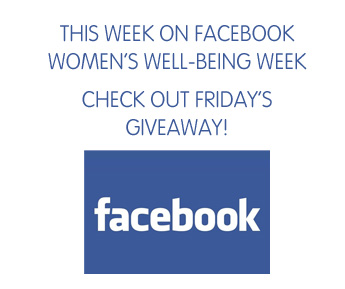 THIS WEEK ON FACEBOOK
WOMEN'S WELL-BEING WEEK
CHECK OUT FRIDAY'S
GIVEAWAY!
facebook